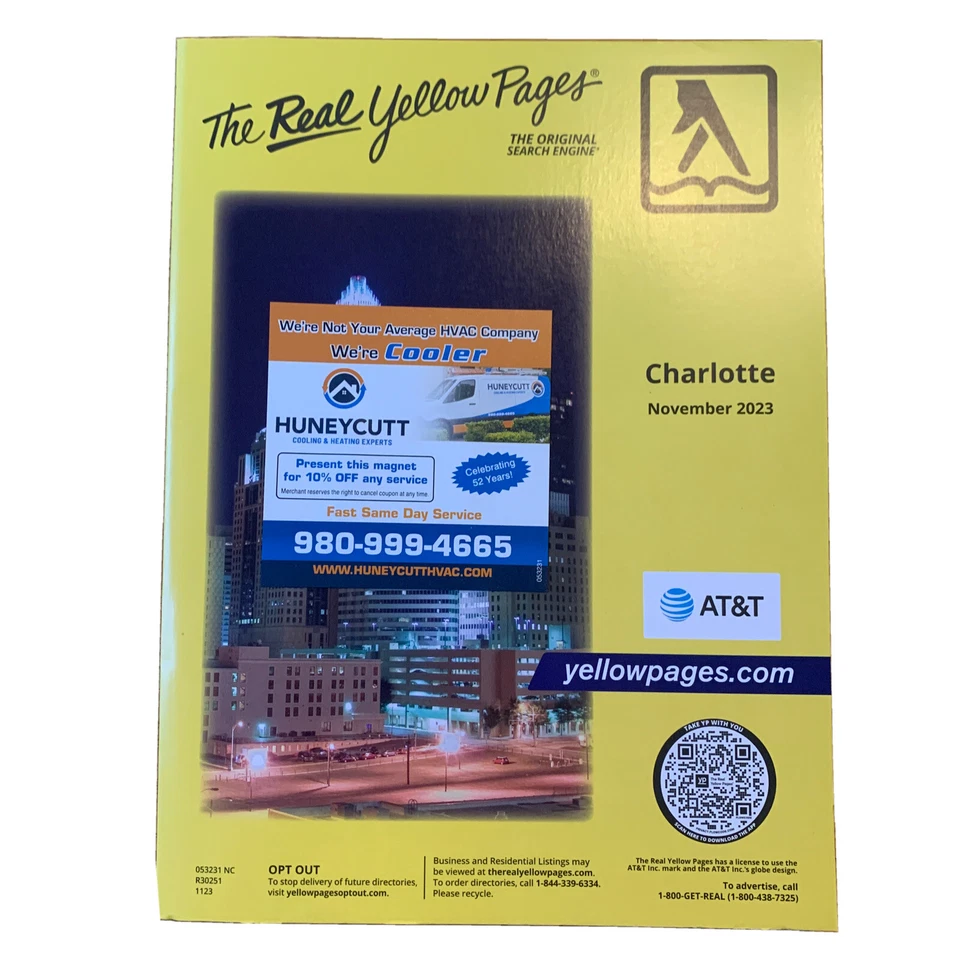 The Real Yellow Pages®
THE ORIGINAL
SEARCH ENGINE®
We're Not Your Average HVAC Company
We're Cooler
HUNEYCUTT
HUNEYCUTT
COOLING & HEATING EXPERTS
Present this magnet
for 10% OFF any service
Merchant reserves the right to cancel coupon at any time.
Celebrating
52 Years!
Fast Same Day Service
980-999-4665
WWW.HUNEYCUTTHVAC.COM
053231
Charlotte
November 2023
AT&T
yellowpages.com
TAKE YP WITH YOU
YP
SCAN HERE TO DOWNLOAD THE APP
053231 NC
R30251
1123
OPT OUT
To stop delivery of future directories,
visit yellowpagesoptout.com.
Business and Residential Listings may
be viewed at therealyellowpages.com.
To order directories, call 1-844-339-6334.
Please recycle.
The Real Yellow Pages has a license to use the
AT&T Inc. mark and the AT&T Inc.'s globe design.
To advertise, call
1-800-GET-REAL (1-800-438-7325)